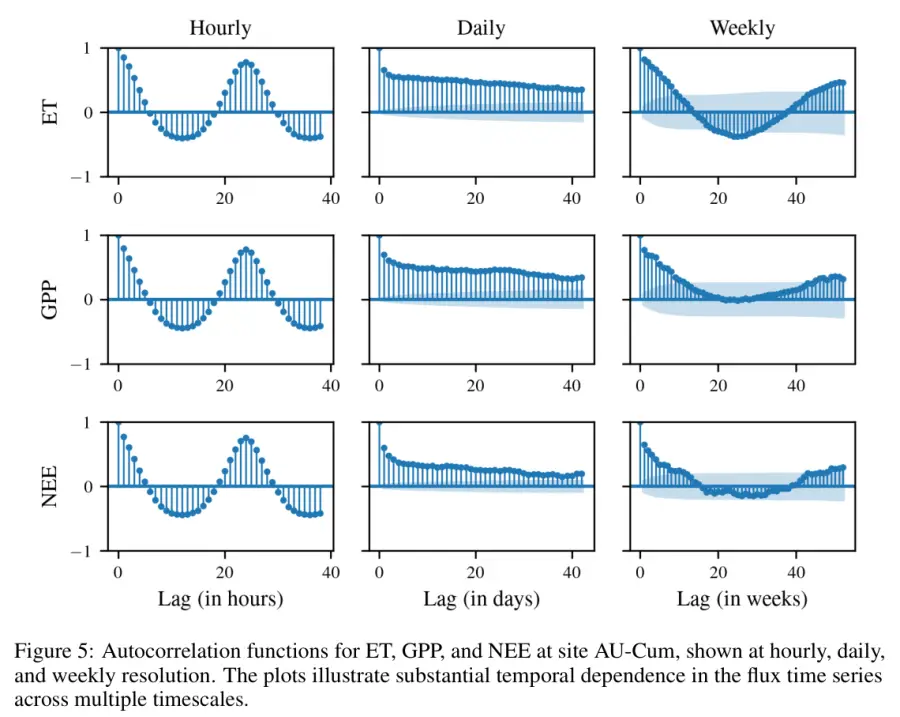 Hourly Daily Weekly
1
0
−1
ET
0 20 40 0 20 40 0 20 40
1
0
−1
GPP
0 20 40 0 20 40 0 20 40
1
0
−1
NEE
0 20 40 0 20 40 0 20 40
Lag (in hours) Lag (in days) Lag (in weeks)
Figure 5: Autocorrelation functions for ET, GPP, and NEE at site AU-Cum, shown at hourly, daily,
and weekly resolution. The plots illustrate substantial temporal dependence in the flux time series
across multiple timescales.